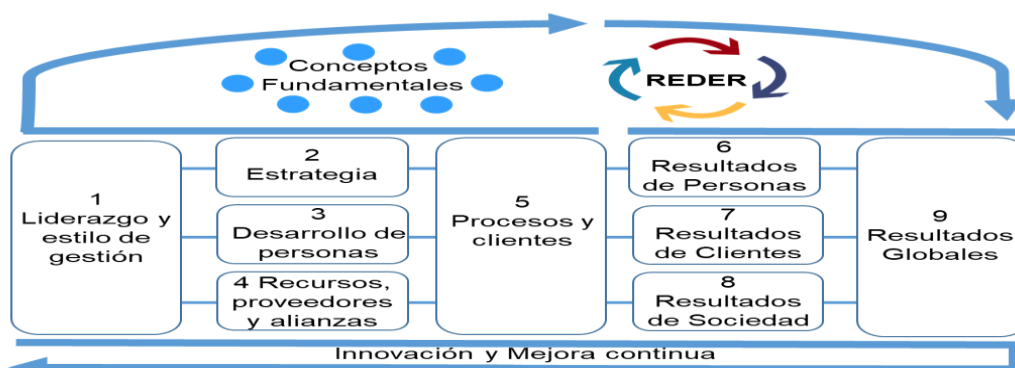 Conceptos
Fundamentales
REDER
1
Liderazgo y
estilo de
gestión
2
Estrategia
3
Desarrollo de
personas
4 Recursos,
proveedores
y alianzas
5
Procesos y
clientes
6
Resultados
de Personas
7
Resultados
de Clientes
8
Resultados
de Sociedad
9
Resultados
Globales
Innovación y Mejora continua